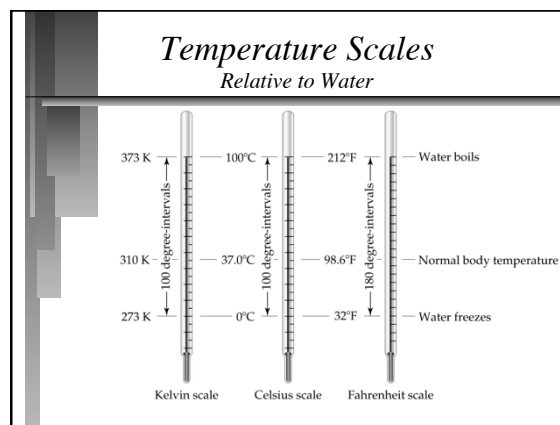 Temperature Scales
Relative to Water
373 K
100°C
212°F
Water boils
100 degree-intervals
100 degree-intervals
180 degree-intervals
310 K
37.0°C
98.6°F
Normal body temperature
273 K
0°C
32°F
Water freezes
Kelvin scale
Celsius scale
Fahrenheit scale